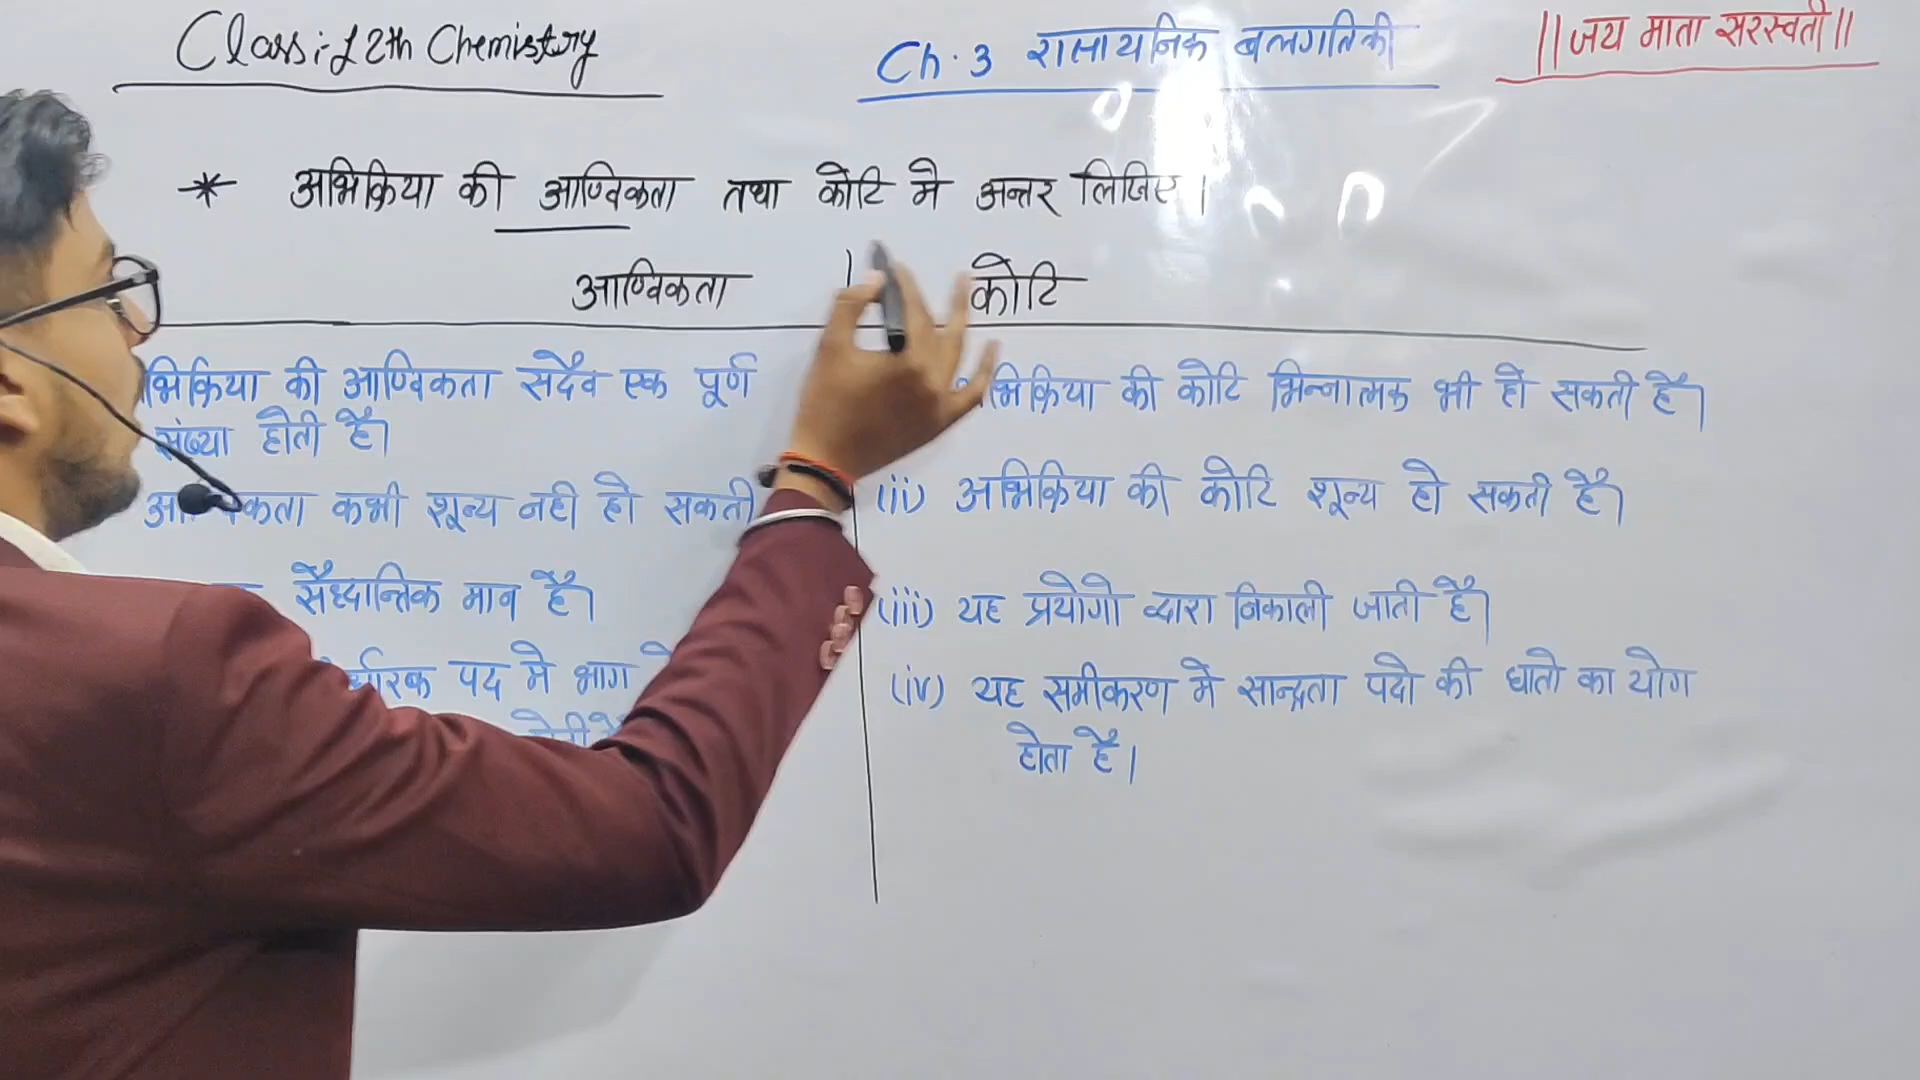 Class:- 12th Chemistry
Ch. 3 रासायनिक बलगतिकी
||जय माता सरस्वती||
* अभिक्रिया की आण्विकता तथा कोटि मे अन्तर लिखिए।
आण्विकता
कोटि
भिक्रिया की आण्विकता सदैव एक पूर्ण
संख्या होती है।
कता कभी शून्य नही हो सकती
सैध्दान्तिक मान है।
र्धारक पद मे भाग
भिक्रिया की कोटि भिन्नात्मक भी हो सकती है।
(ii) अभिक्रिया की कोटि शून्य हो सकती है।
(iii) यह प्रयोगो व्दारा निकाली जाती है।
(iv) यह समीकरण मे सान्द्रता पदो की घातो का योग
होता है।